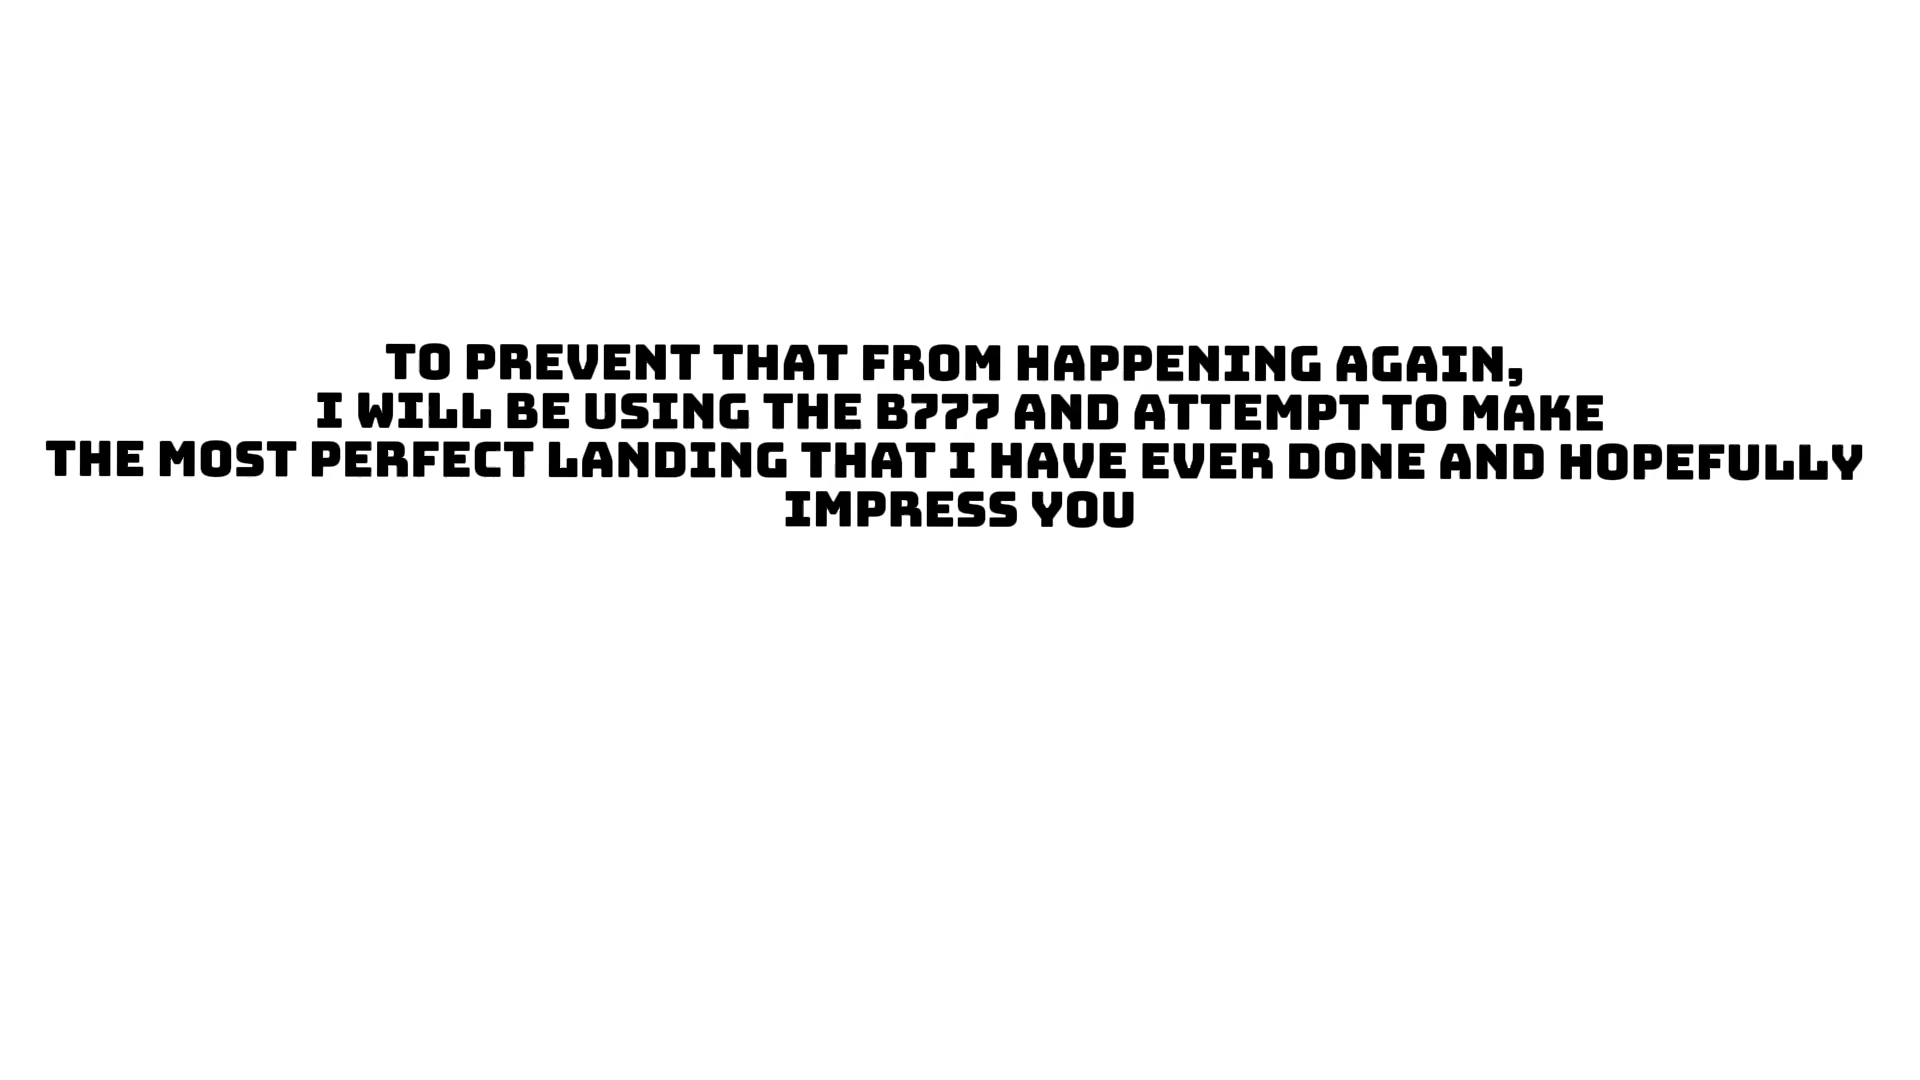 TO PREVENT THAT FROM HAPPENING AGAIN,
I WILL BE USING THE B777 AND ATTEMPT TO MAKE
THE MOST PERFECT LANDING THAT I HAVE EVER DONE AND HOPEFULLY
IMPRESS YOU